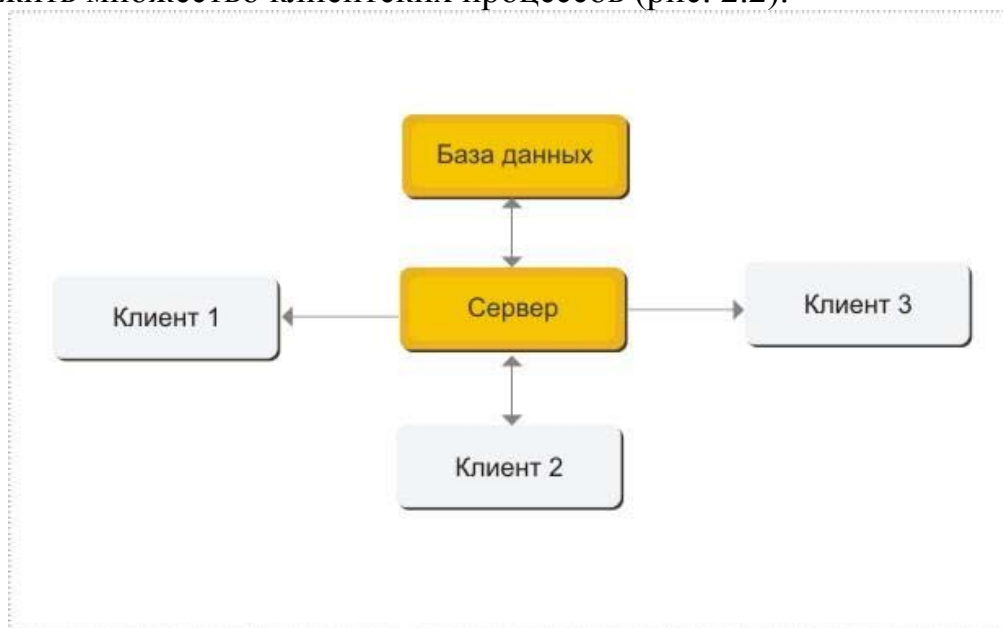 множество клиентских процессов (рис. 2.2).
База данных
Сервер
Клиент 1
Клиент 3
Клиент 2